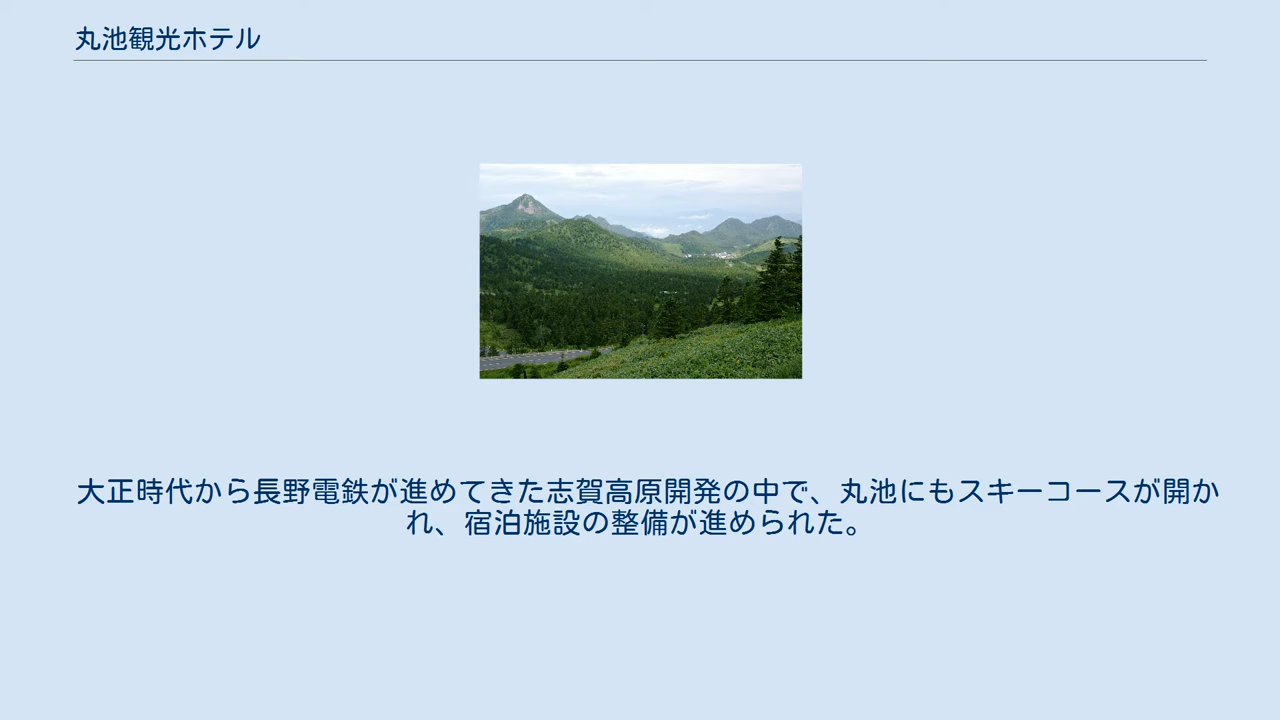 丸池観光ホテル
大正時代から長野電鉄が進めてきた志賀高原開発の中で、丸池にもスキーコースが開か
れ、宿泊施設の整備が進められた。